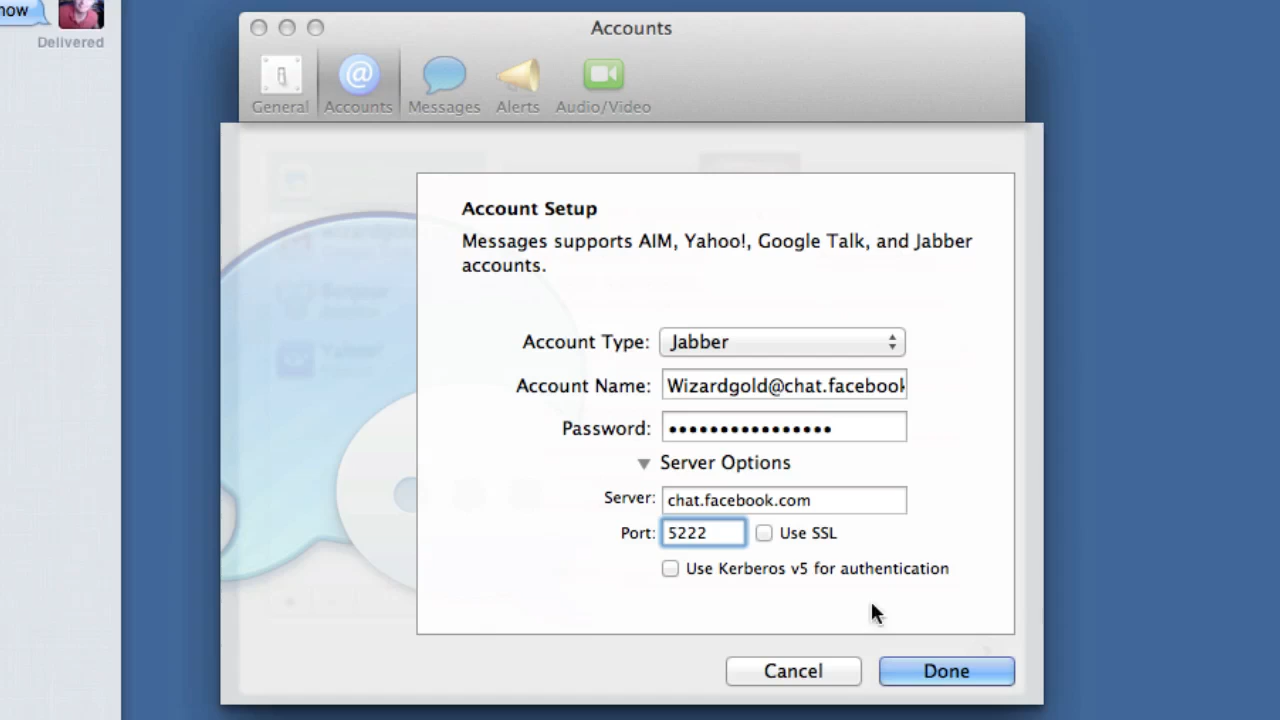 now
Delivered
Accounts
General Accounts Messages Alerts Audio/Video
Account Setup
Messages supports AIM, Yahoo!, Google Talk, and Jabber
accounts.
Account Type: Jabber
Account Name: Wizardgold@chat.facebook
Password: ••••••••••••••••
Server Options
Server: chat.facebook.com
Port: 5222 Use SSL
Use Kerberos v5 for authentication
Cancel Done